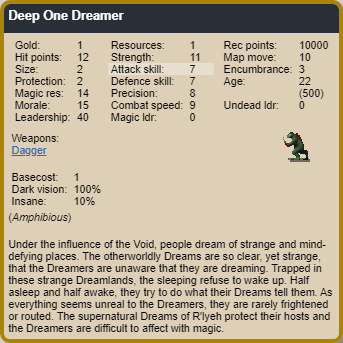 Deep One Dreamer
Gold: 1 Resources: 1 Rec points: 10000
Hit points: 12 Strength: 11 Map move: 10
Size: 2 Attack skill: 7 Encumbrance: 3
Protection: 2 Defence skill: 7 Age: 22
Magic res: 14 Precision: 8 (500)
Morale: 15 Combat speed: 9 Undead ldr: 0
Leadership: 40 Magic ldr: 0
Weapons:
Dagger
Basecost: 1
Dark vision: 100%
Insane: 10%
(Amphibious)
Under the influence of the Void, people dream of strange and mind-
defying places. The otherworldly Dreams are so clear, yet strange,
that the Dreamers are unaware that they are dreaming. Trapped in
these strange Dreamlands, the sleeping refuse to wake up. Half
asleep and half awake, they try to do what their Dreams tell them. As
everything seems unreal to the Dreamers, they are rarely frightened
or routed. The supernatural Dreams of R'lyeh protect their hosts and
the Dreamers are difficult to affect with magic.